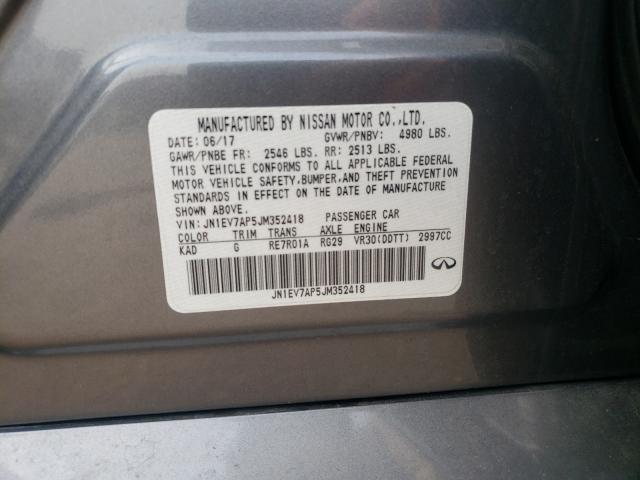 MANUFACTURED BY NISSAN MOTOR CO.,LTD.
DATE: 06/17 GVWR/PNBV: 4980 LBS.
GAWR/PNBE FR: 2546 LBS. RR: 2513 LBS.
THIS VEHICLE CONFORMS TO ALL APPLICABLE FEDERAL
MOTOR VEHICLE SAFETY,BUMPER,AND THEFT PREVENTION
STANDARDS IN EFFECT ON THE DATE OF MANUFACTURE
SHOWN ABOVE.
VIN: JN1EV7AP5JM352418 PASSENGER CAR
COLOR TRIM TRANS AXLE ENGINE
KAD G RE7R01A RG29 VR30(DDTT) 2997CC
JN1EV7AP5JM352418